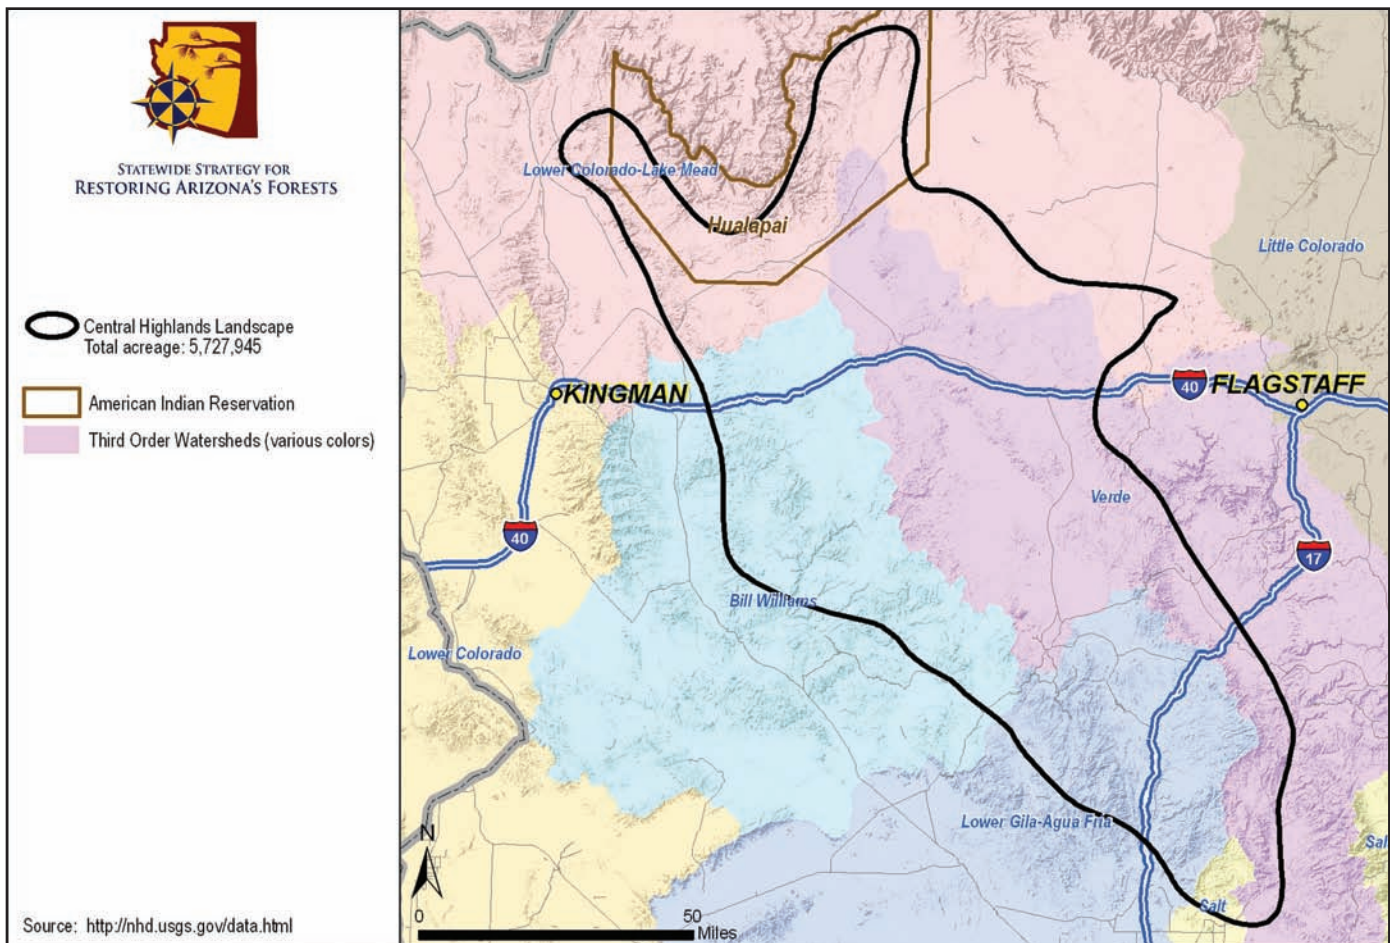 STATEWIDE STRATEGY FOR
RESTORING ARIZONA'S FORESTS
Central Highlands Landscape
Total acreage: 5,727,945
American Indian Reservation
Third Order Watersheds (various colors)
Source: http://nhd.usgs.gov/data.html
Lower Colorado-Lake Mead
Hualapai
Little Colorado
KINGMAN
40
FLAGSTAFF
Verde
40
17
Bill Williams
Lower Colorado
Lower Gila-Agua Fria
Sal
Salt
N
0
50
Miles